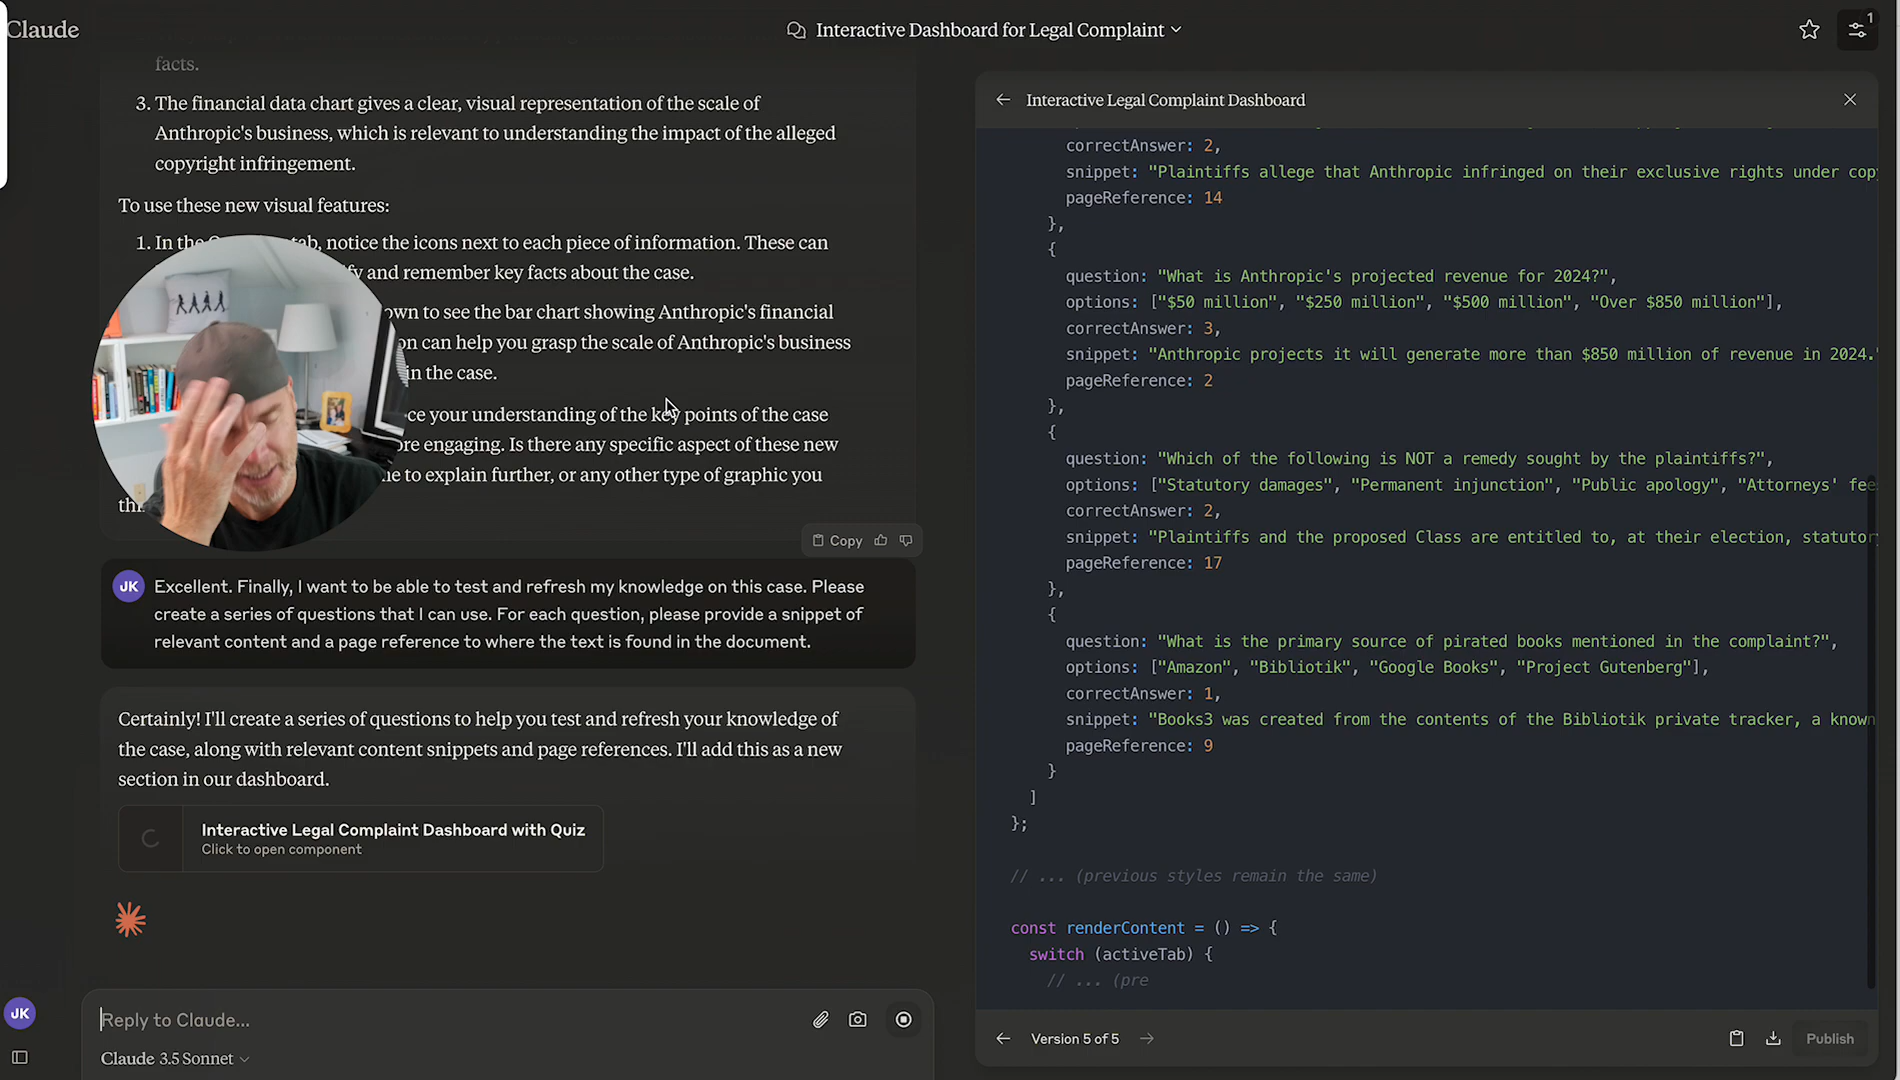 Claude
Interactive Dashboard for Legal Complaint
1
facts.
3. The financial data chart gives a clear, visual representation of the scale of
Anthropic's business, which is relevant to understanding the impact of the alleged
copyright infringement.
To use these new visual features:
1. In the tab, notice the icons next to each piece of information. These can
and remember key facts about the case.
to see the bar chart showing Anthropic's financial
can help you grasp the scale of Anthropic's business
in the case.
your understanding of the key points of the case
engaging. Is there any specific aspect of these new
to explain further, or any other type of graphic you
Copy
JK
Excellent. Finally, I want to be able to test and refresh my knowledge on this case. Please
create a series of questions that I can use. For each question, please provide a snippet of
relevant content and a page reference to where the text is found in the document.
Certainly! I'll create a series of questions to help you test and refresh your knowledge of
the case, along with relevant content snippets and page references. I'll add this as a new
section in our dashboard.
Interactive Legal Complaint Dashboard with Quiz
Click to open component
JK
Reply to Claude...
Claude 3.5 Sonnet
Interactive Legal Complaint Dashboard
correctAnswer: 2,
snippet: "Plaintiffs allege that Anthropic infringed on their exclusive rights under
pageReference: 14
},
{
question: "What is Anthropic's projected revenue for 2024?",
options: ["$50 million", "$250 million", "$500 million", "Over $850 million"],
correctAnswer: 3,
snippet: "Anthropic projects it will generate more than $850 million of revenue in 2024."
pageReference: 2
},
{
question: "Which of the following is NOT a remedy sought by the plaintiffs?",
options: ["Statutory damages", "Permanent injunction", "Public apology", "Attorneys' fee
correctAnswer: 2,
snippet: "Plaintiffs and the proposed Class are entitled to, at their election, statutor
pageReference: 17
},
{
question: "What is the primary source of pirated books mentioned in the complaint?",
options: ["Amazon", "Bibliotik", "Google Books", "Project Gutenberg"],
correctAnswer: 1,
snippet: "Books3 was created from the contents of the Bibliotik private tracker, a known
pageReference: 9
}
]
};
// ... (previous styles remain the same)
const renderContent = () => {
switch (activeTab) {
// ... (pre
Version 5 of 5
Publish